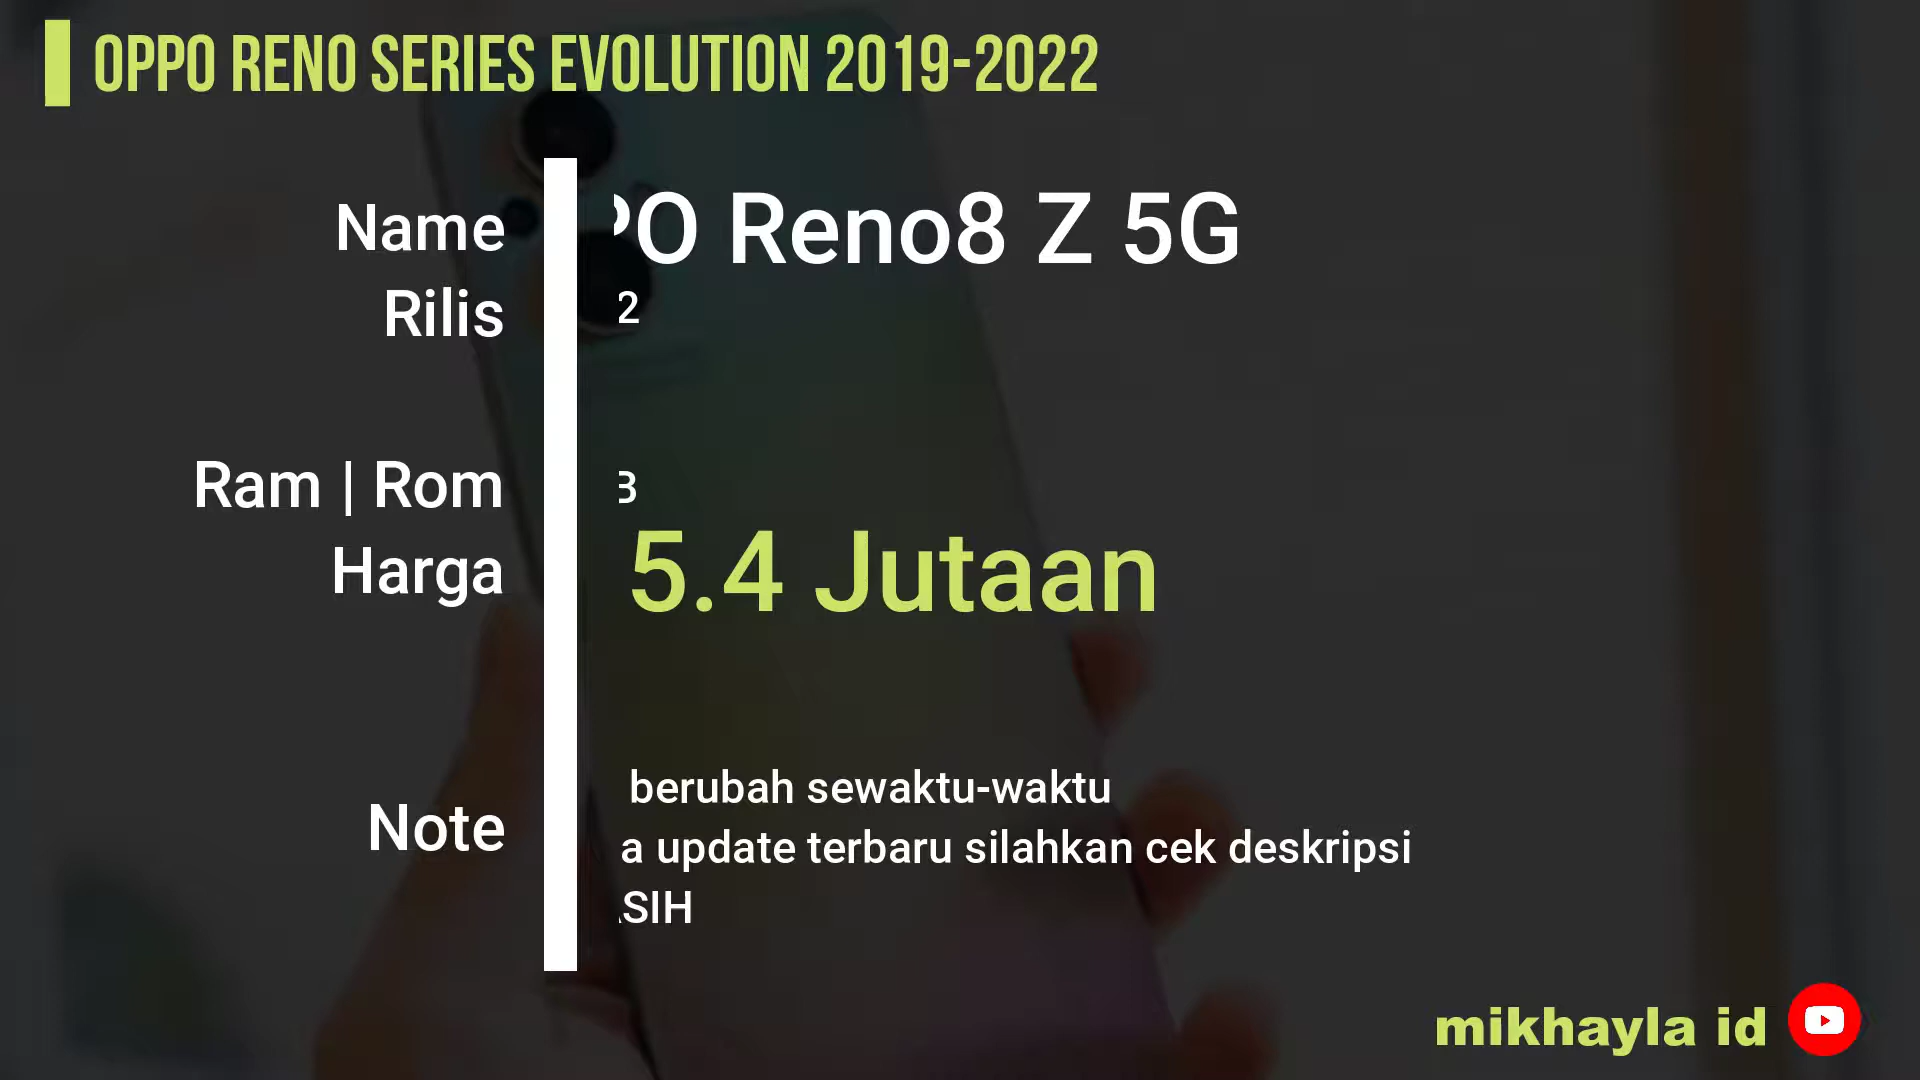 OPPO RENO SERIES EVOLUTION 2019-2022
Name
PO Reno8 Z 5G
Rilis
2
Ram | Rom
Harga
5.4 Jutaan
Note
berubah sewaktu-waktu
a update terbaru silahkan cek deskripsi
SIH
mikhayla id